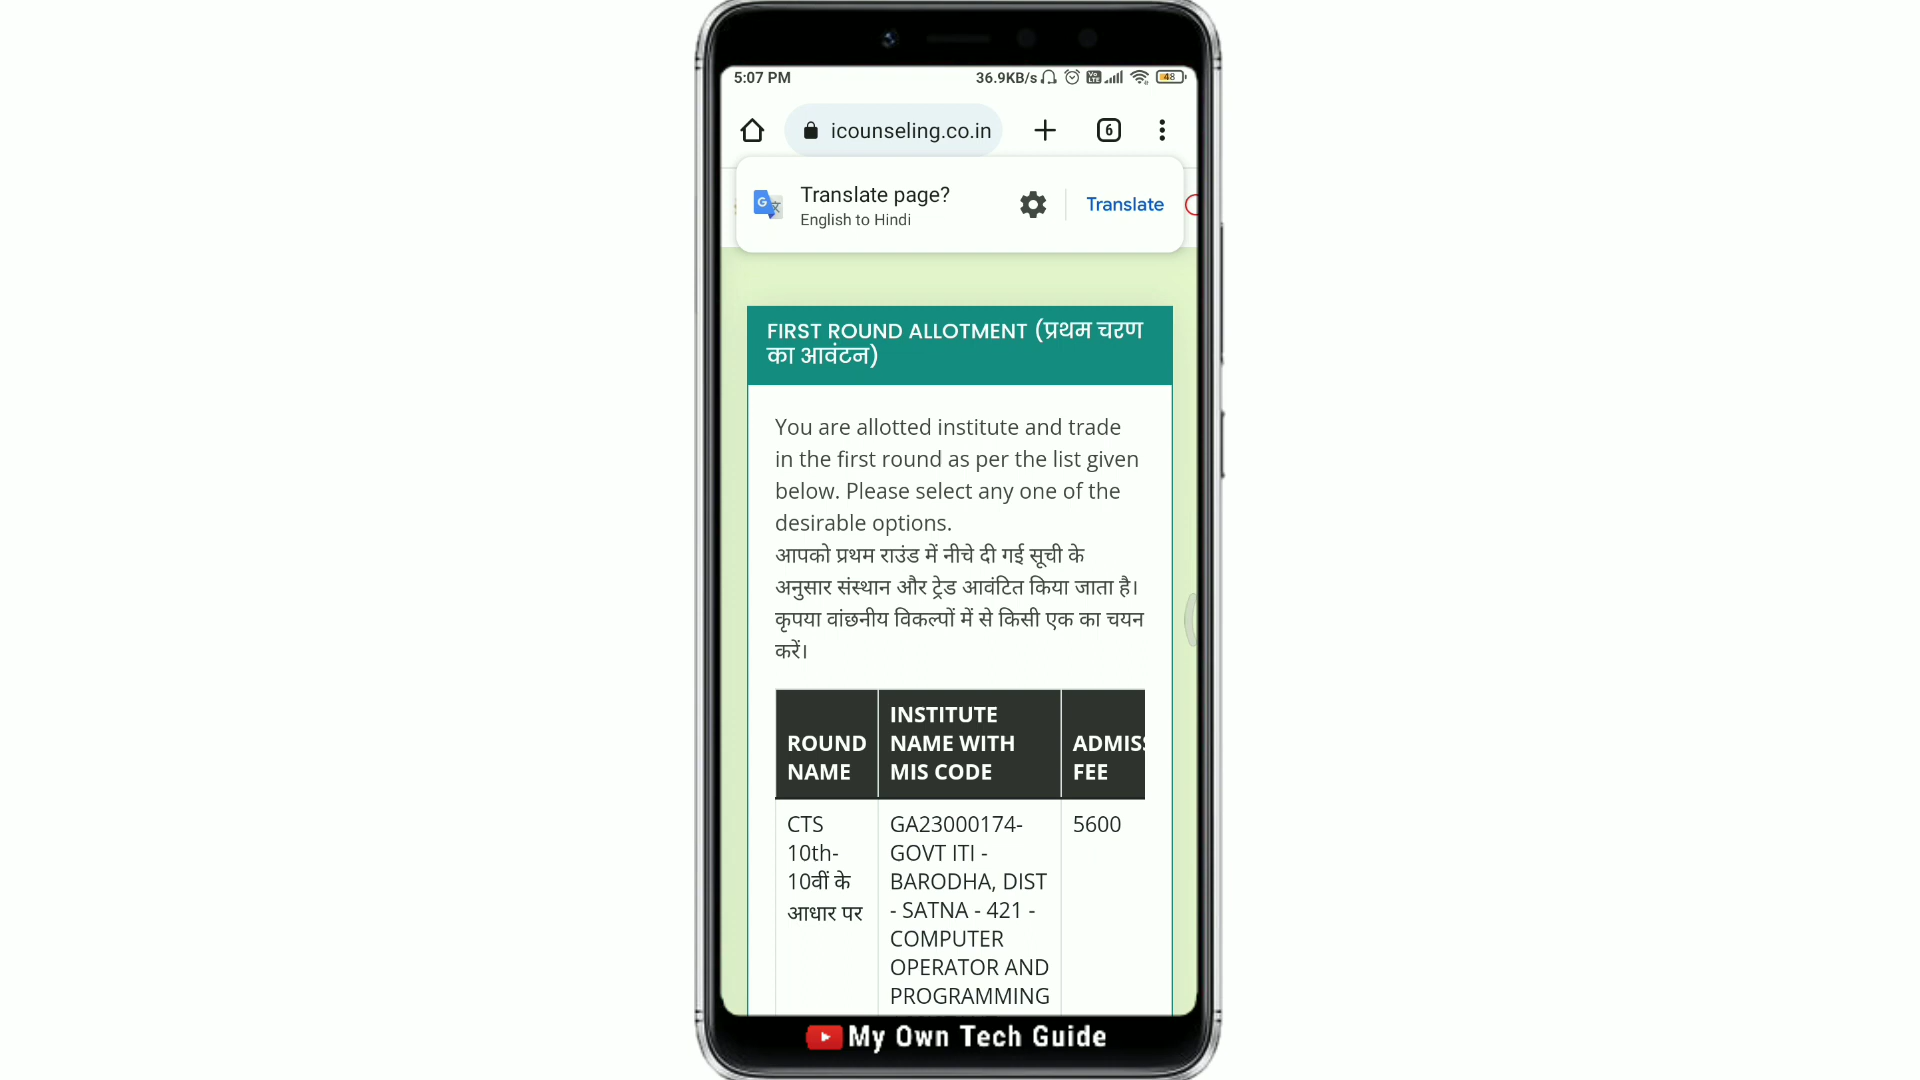 5:07 PM 36.9KB/s 48
icounseling.co.in 6
Translate page?
English to Hindi
Translate
FIRST ROUND ALLOTMENT (प्रथम चरण
का आवंटन)
You are allotted institute and trade
in the first round as per the list given
below. Please select any one of the
desirable options.
आपको प्रथम राउंड में नीचे दी गई सूची के
अनुसार संस्थान और ट्रेड आवंटित किया जाता है।
कृपया वांछनीय विकल्पों में से किसी एक का चयन
करें।
ROUND
NAME
INSTITUTE
NAME WITH
MIS CODE
ADMISS
FEE
CTS
10th-
10वीं के
आधार पर
GA23000174-
GOVT ITI -
BARODHA, DIST
- SATNA - 421 -
COMPUTER
OPERATOR AND
PROGRAMMING
5600
My Own Tech Guide